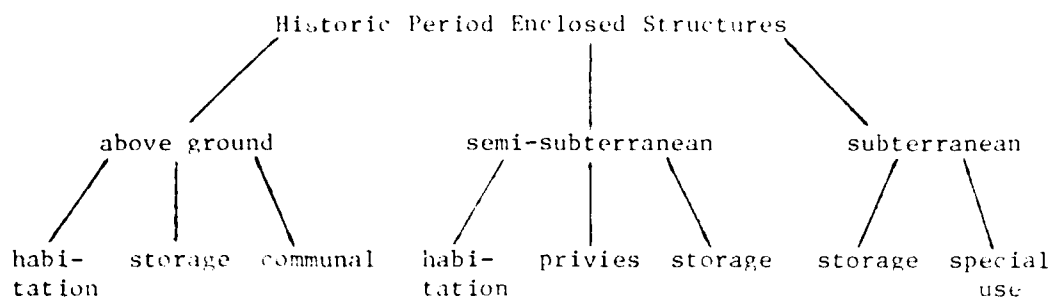 Historic Period Enclosed Structures
above ground semi-subterranean subterranean
habi- storage communal habi- privies storage storage special
tation tation use